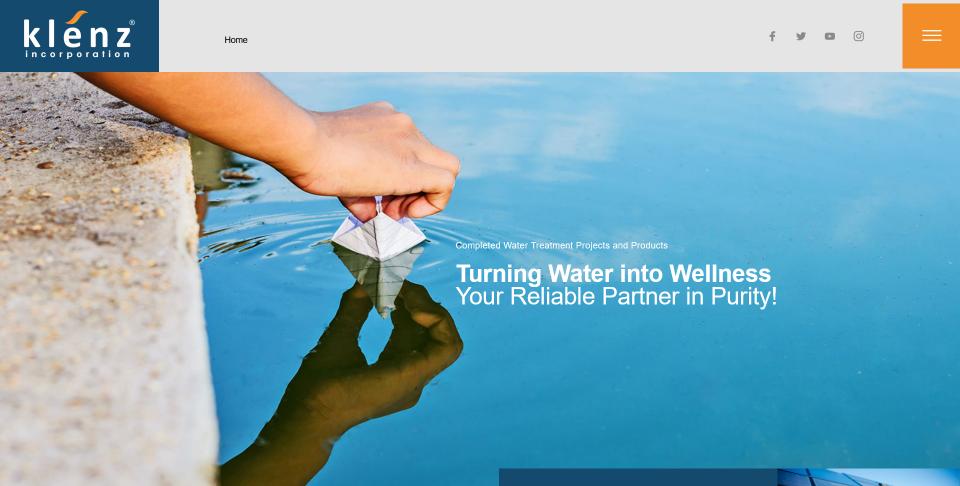 klenz®
incorporation
Home
Completed Water Treatment Projects and Products
Turning Water into Wellness
Your Reliable Partner in Purity!